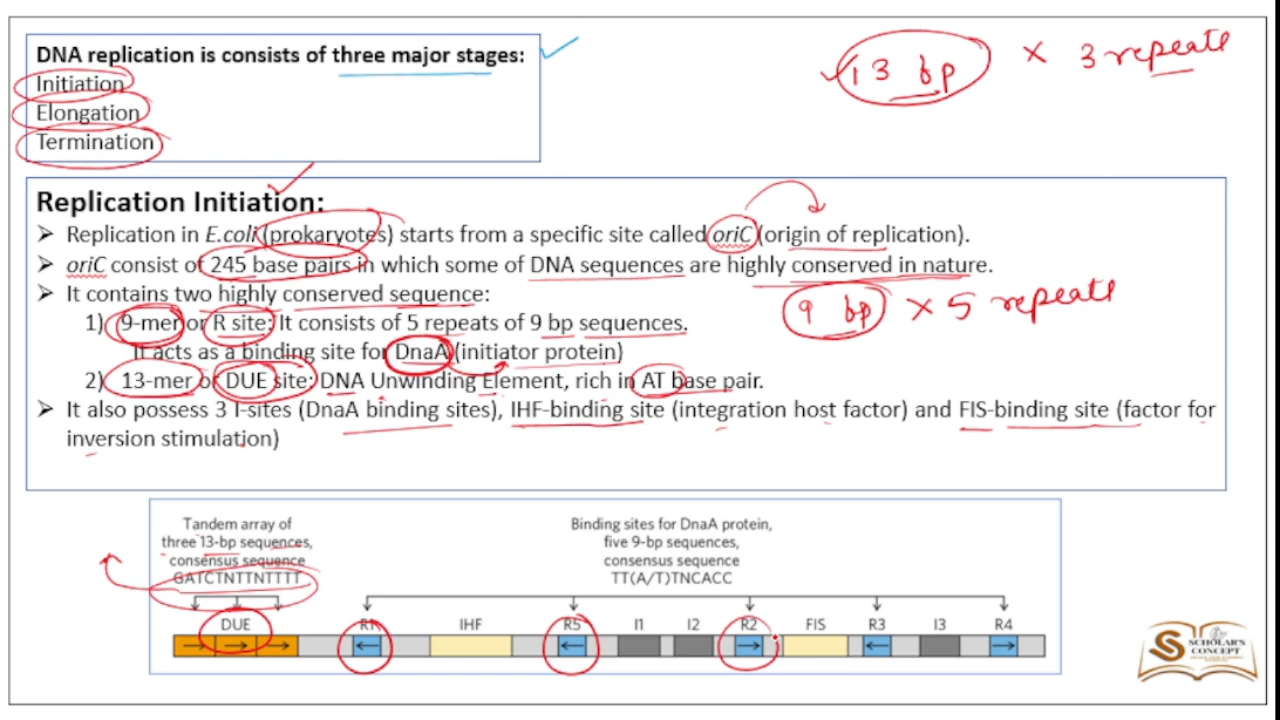 DNA replication is consists of three major stages:
Initiation
Elongation
Termination
13 bp × 3 repeats
Replication Initiation:
➤ Replication in E.coli (prokaryotes) starts from a specific site called oriC (origin of replication).
➤ oriC consist of 245 base pairs in which some of DNA sequences are highly conserved in nature.
➤ It contains two highly conserved sequence:
9 bp × 5 repeats
1) 9-mer or R site: It consists of 5 repeats of 9 bp sequences.
It acts as a binding site for DnaA (initiator protein)
2) 13-mer or DUE site: DNA Unwinding Element, rich in AT base pair.
➤ It also possess 3 I-sites (DnaA binding sites), IHF-binding site (integration host factor) and FIS-binding site (factor for
inversion stimulation)
Tandem array of
three 13-bp sequences,
consensus sequence
GATCTNTTNTTTT
Binding sites for DnaA protein,
five 9-bp sequences,
consensus sequence
TT(A/T)TNCACC
DUE R1 IHF R5 I1 I2 R2 FIS R3 I3 R4
SCHOLAR'S
CONCEPT